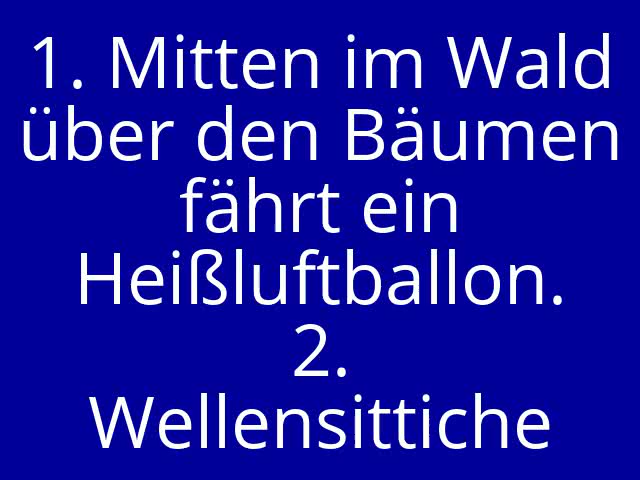 1. Mitten im Wald
über den Bäumen
fährt ein
Heißluftballon.
2.
Wellensittiche